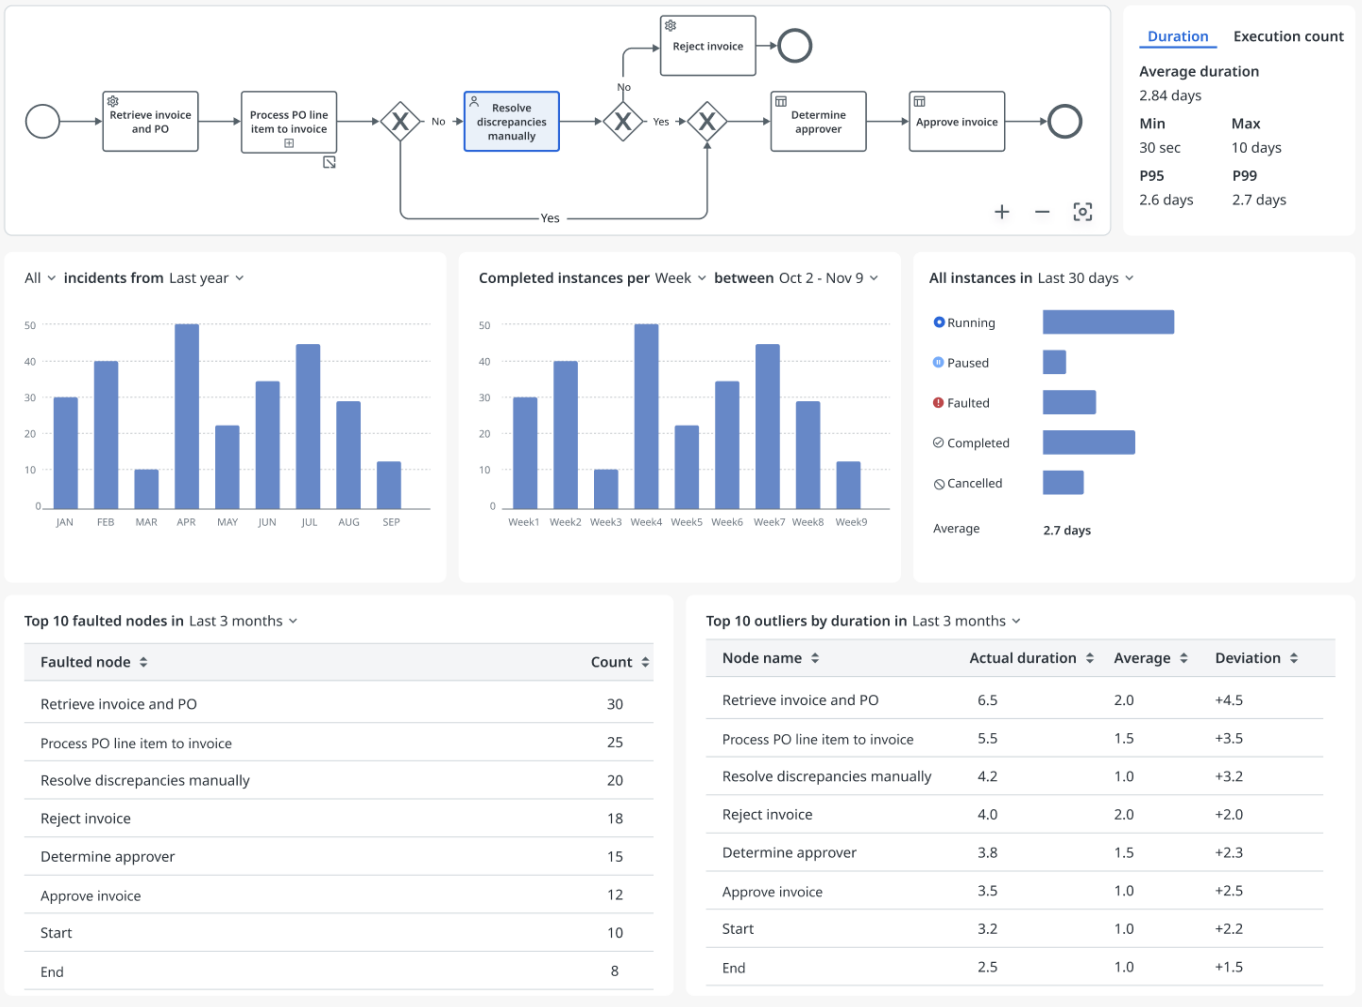 Reject invoice
No
Retrieve invoice
and PO
Process PO line
item to invoice
X
No
Resolve
discrepancies
manually
X
Yes
X
Determine
approver
Approve invoice
Yes
Duration Execution count
Average duration
2.84 days
Min Max
30 sec 10 days
P95 P99
2.6 days 2.7 days
All incidents from Last year
50
40
30
20
10
0
JAN FEB MAR APR MAY JUN JUL AUG SEP
Completed instances per Week between Oct 2 - Nov 9
50
40
30
20
10
0
Week1 Week2 Week3 Week4 Week5 Week6 Week7 Week8 Week9
All instances in Last 30 days
Running
Paused
Faulted
Completed
Cancelled
Average 2.7 days
Top 10 faulted nodes in Last 3 months
Faulted node Count
Retrieve invoice and PO 30
Process PO line item to invoice 25
Resolve discrepancies manually 20
Reject invoice 18
Determine approver 15
Approve invoice 12
Start 10
End 8
Top 10 outliers by duration in Last 3 months
Node name Actual duration Average Deviation
Retrieve invoice and PO 6.5 2.0 +4.5
Process PO line item to invoice 5.5 1.5 +3.5
Resolve discrepancies manually 4.2 1.0 +3.2
Reject invoice 4.0 2.0 +2.0
Determine approver 3.8 1.5 +2.3
Approve invoice 3.5 1.0 +2.5
Start 3.2 1.0 +2.2
End 2.5 1.0 +1.5